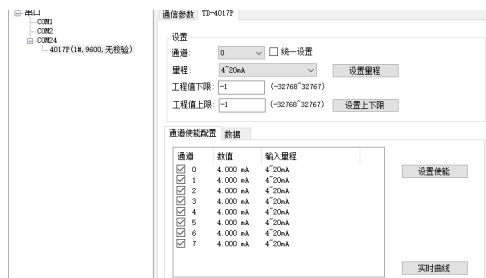 串口
COM1
COM2
COM24
4017P(1#,9600,无校验)
通信参数 TD-4017P
设置
通道: 0 统一设置
量程: 4~20mA 设置量程
工程值下限: -1 (-32768~32767)
工程值上限: -1 (-32768~32767) 设置上下限
通道使能配置 数据
通道 数值 输入量程
0 4.000 mA 4~20mA
1 4.000 mA 4~20mA
2 4.000 mA 4~20mA
3 4.000 mA 4~20mA
4 4.000 mA 4~20mA
5 4.000 mA 4~20mA
6 4.000 mA 4~20mA
7 4.000 mA 4~20mA
设置使能
实时曲线